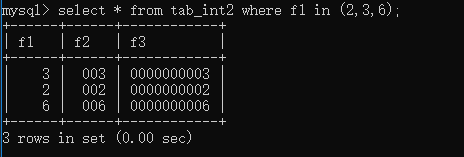 mysql> select * from tab_int2 where f1 in (2,3,6);
+------+------+------------+
| f1   | f2   | f3         |
+------+------+------------+
|    3 |  003 | 0000000003 |
|    2 |  002 | 0000000002 |
|    6 |  006 | 0000000006 |
+------+------+------------+
3 rows in set (0.00 sec)